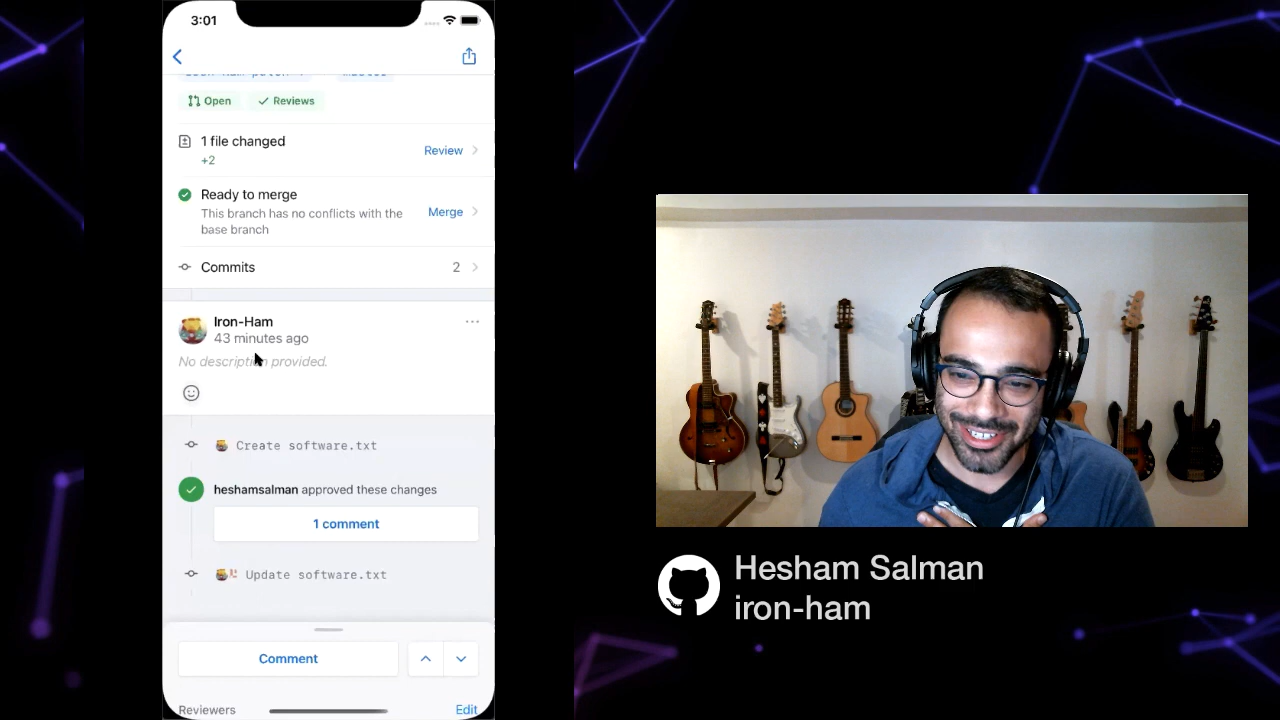 3:01
Open
Reviews
1 file changed
+2
Review
Ready to merge
This branch has no conflicts with the
base branch
Merge
Commits
2
Iron-Ham
43 minutes ago
No description provided.
Create software.txt
heshamsalman approved these changes
1 comment
Update software.txt
Comment
Reviewers
Edit
Hesham Salman
iron-ham